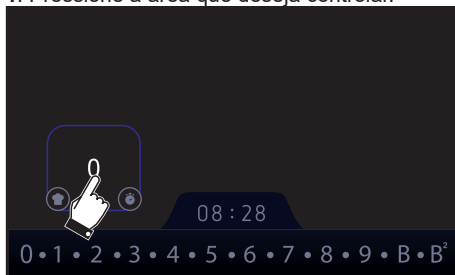 1. Pressione a área que deseja controlar.
0
08:28
0•1•2•3•4•5•6•7•8•9•B•B²